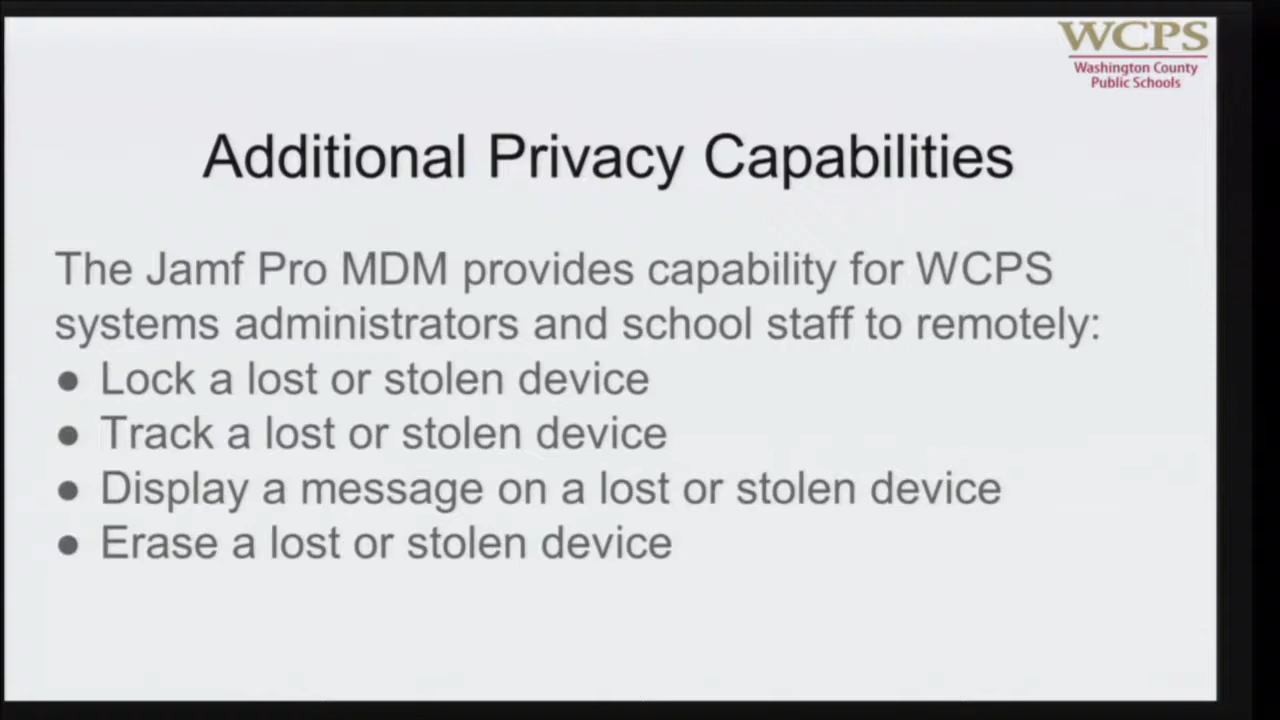 WCPS
Washington County
Public Schools
Additional Privacy Capabilities
The Jamf Pro MDM provides capability for WCPS
systems administrators and school staff to remotely:
● Lock a lost or stolen device
● Track a lost or stolen device
● Display a message on a lost or stolen device
● Erase a lost or stolen device